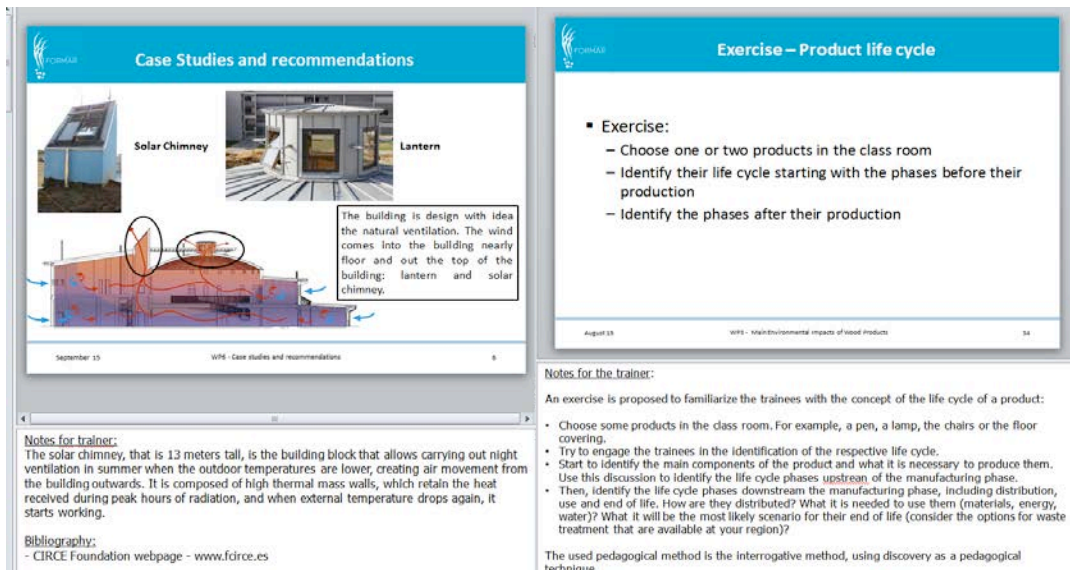 FORMAR
Case Studies and recommendations
Solar Chimney
Lantern
The building is design with idea
the natural ventilation. The wind
comes into the building nearly
floor and out the top of the
building: lantern and solar
chimney.
September 15
WP6 - Case studies and recommendations
6
Notes for trainer:
The solar chimney, that is 13 meters tall, is the building block that allows carrying out night
ventilation in summer when the outdoor temperatures are lower, creating air movement from
the building outwards. It is composed of high thermal mass walls, which retain the heat
received during peak hours of radiation, and when external temperature drops again, it
starts working.
Bibliography:
- CIRCE Foundation webpage - www.fcirce.es
FORMAR
Exercise – Product life cycle
▪ Exercise:
– Choose one or two products in the class room
– Identify their life cycle starting with the phases before their
production
– Identify the phases after their production
August 15
WP3 - Main Environmental Impacts of Wood Products
34
Notes for the trainer:
An exercise is proposed to familiarize the trainees with the concept of the life cycle of a product:
• Choose some products in the class room. For example, a pen, a lamp, the chairs or the floor
covering.
• Try to engage the trainees in the identification of the respective life cycle.
• Start to identify the main components of the product and what it is necessary to produce them.
Use this discussion to identify the life cycle phases upstrean of the manufacturing phase.
• Then, identify the life cycle phases downstream the manufacturing phase, including distribution,
use and end of life. How are they distributed? What it is needed to use them (materials, energy,
water)? What it will be the most likely scenario for their end of life (consider the options for waste
treatment that are available at your region)?
The used pedagogical method is the interrogative method, using discovery as a pedagogical
technique